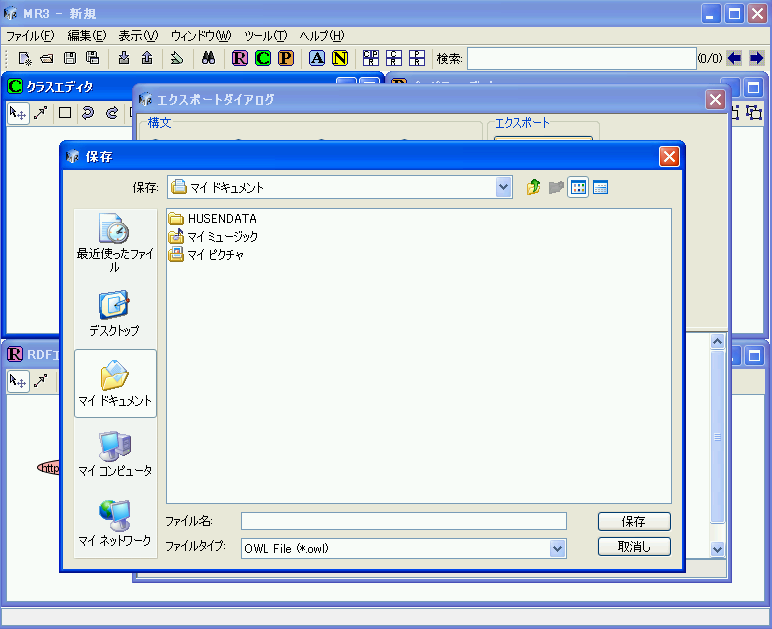 MR3 - 新規
ファイル(F) 編集(E) 表示(V) ウィンドウ(W) ツール(T) ヘルプ(H)
R C P A N 検索: (0/0)
C クラスエディタ
エクスポートダイアログ
構文 エクスポート
保存
保存: マイ ドキュメント
HUSENDATA
マイ ミュージック
マイ ピクチャ
最近使ったファイ
ル
デスクトップ
マイ ドキュメント
マイ コンピュータ
マイ ネットワーク
R RDF
http
ファイル名: 保存
ファイルタイプ: OWL File (*.owl) 取消し